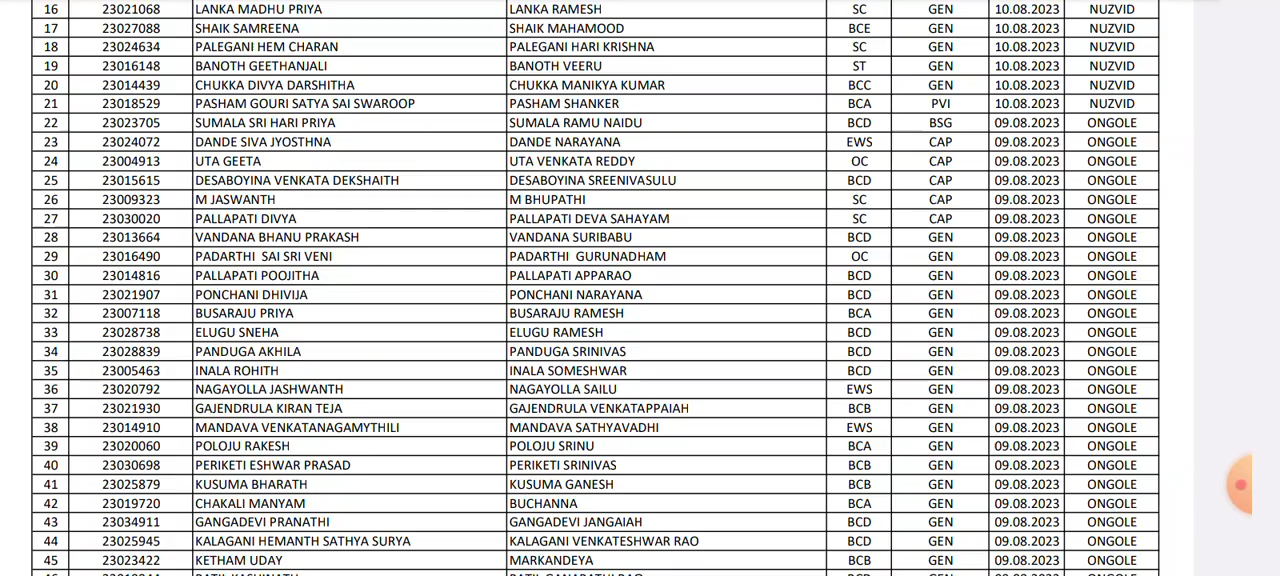 16 23021068 LANKA MADHU PRIYA LANKA RAMESH SC GEN 10.08.2023 NUZVID
17 23027088 SHAIK SAMREENA SHAIK MAHAMOOD BCE GEN 10.08.2023 NUZVID
18 23024634 PALEGANI HEM CHARAN PALEGANI HARI KRISHNA SC GEN 10.08.2023 NUZVID
19 23016148 BANOTH GEETHANJALI BANOTH VEERU ST GEN 10.08.2023 NUZVID
20 23014439 CHUKKA DIVYA DARSHITHA CHUKKA MANIKYA KUMAR BCC GEN 10.08.2023 NUZVID
21 23018529 PASHAM GOURI SATYA SAI SWAROOP PASHAM SHANKER BCA PVI 10.08.2023 NUZVID
22 23023705 SUMALA SRI HARI PRIYA SUMALA RAMU NAIDU BCD BSG 09.08.2023 ONGOLE
23 23024072 DANDE SIVA JYOSTHNA DANDE NARAYANA EWS CAP 09.08.2023 ONGOLE
24 23004913 UTA GEETA UTA VENKATA REDDY OC CAP 09.08.2023 ONGOLE
25 23015615 DESABOYINA VENKATA DEKSHAITH DESABOYINA SREENIVASULU BCD CAP 09.08.2023 ONGOLE
26 23009323 M JASWANTH M BHUPATHI SC CAP 09.08.2023 ONGOLE
27 23030020 PALLAPATI DIVYA PALLAPATI DEVA SAHAYAM SC CAP 09.08.2023 ONGOLE
28 23013664 VANDANA BHANU PRAKASH VANDANA SURIBABU BCD GEN 09.08.2023 ONGOLE
29 23016490 PADARTHI SAI SRI VENI PADARTHI GURUNADHAM OC GEN 09.08.2023 ONGOLE
30 23014816 PALLAPATI POOJITHA PALLAPATI APPARAO BCD GEN 09.08.2023 ONGOLE
31 23021907 PONCHANI DHIVIJA PONCHANI NARAYANA BCD GEN 09.08.2023 ONGOLE
32 23007118 BUSARAJU PRIYA BUSARAJU RAMESH BCA GEN 09.08.2023 ONGOLE
33 23028738 ELUGU SNEHA ELUGU RAMESH BCD GEN 09.08.2023 ONGOLE
34 23028839 PANDUGA AKHILA PANDUGA SRINIVAS BCD GEN 09.08.2023 ONGOLE
35 23005463 INALA ROHITH INALA SOMESHWAR BCD GEN 09.08.2023 ONGOLE
36 23020792 NAGAYOLLA JASHWANTH NAGAYOLLA SAILU EWS GEN 09.08.2023 ONGOLE
37 23021930 GAJENDRULA KIRAN TEJA GAJENDRULA VENKATAPPAIAH BCB GEN 09.08.2023 ONGOLE
38 23014910 MANDAVA VENKATANAGAMYTHILI MANDAVA SATHYAVADHI EWS GEN 09.08.2023 ONGOLE
39 23020060 POLOJU RAKESH POLOJU SRINU BCA GEN 09.08.2023 ONGOLE
40 23030698 PERIKETI ESHWAR PRASAD PERIKETI SRINIVAS BCB GEN 09.08.2023 ONGOLE
41 23025879 KUSUMA BHARATH KUSUMA GANESH BCB GEN 09.08.2023 ONGOLE
42 23019720 CHAKALI MANYAM BUCHANNA BCA GEN 09.08.2023 ONGOLE
43 23034911 GANGADEVI PRANATHI GANGADEVI JANGAIAH BCD GEN 09.08.2023 ONGOLE
44 23025945 KALAGANI HEMANTH SATHYA SURYA KALAGANI VENKATESHWAR RAO BCD GEN 09.08.2023 ONGOLE
45 23023422 KETHAM UDAY MARKANDEYA BCB GEN 09.08.2023 ONGOLE